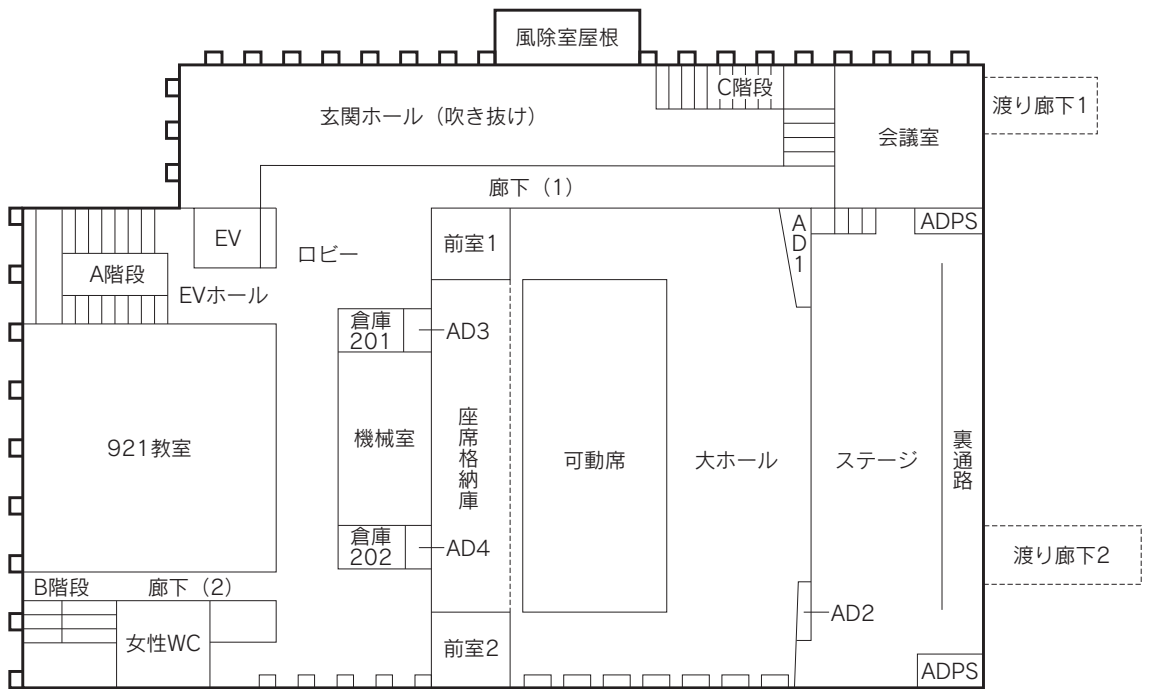 風除室屋根
C階段
渡り廊下1
玄関ホール（吹き抜け）
会議室
廊下（1）
AD1
ADPS
前室1
EV
ロビー
A階段
EVホール
倉庫
201
AD3
921教室
機械室
座席格納庫
可動席
大ホール
ステージ
裏通路
倉庫
202
AD4
渡り廊下2
B階段
廊下（2）
AD2
女性WC
前室2
ADPS